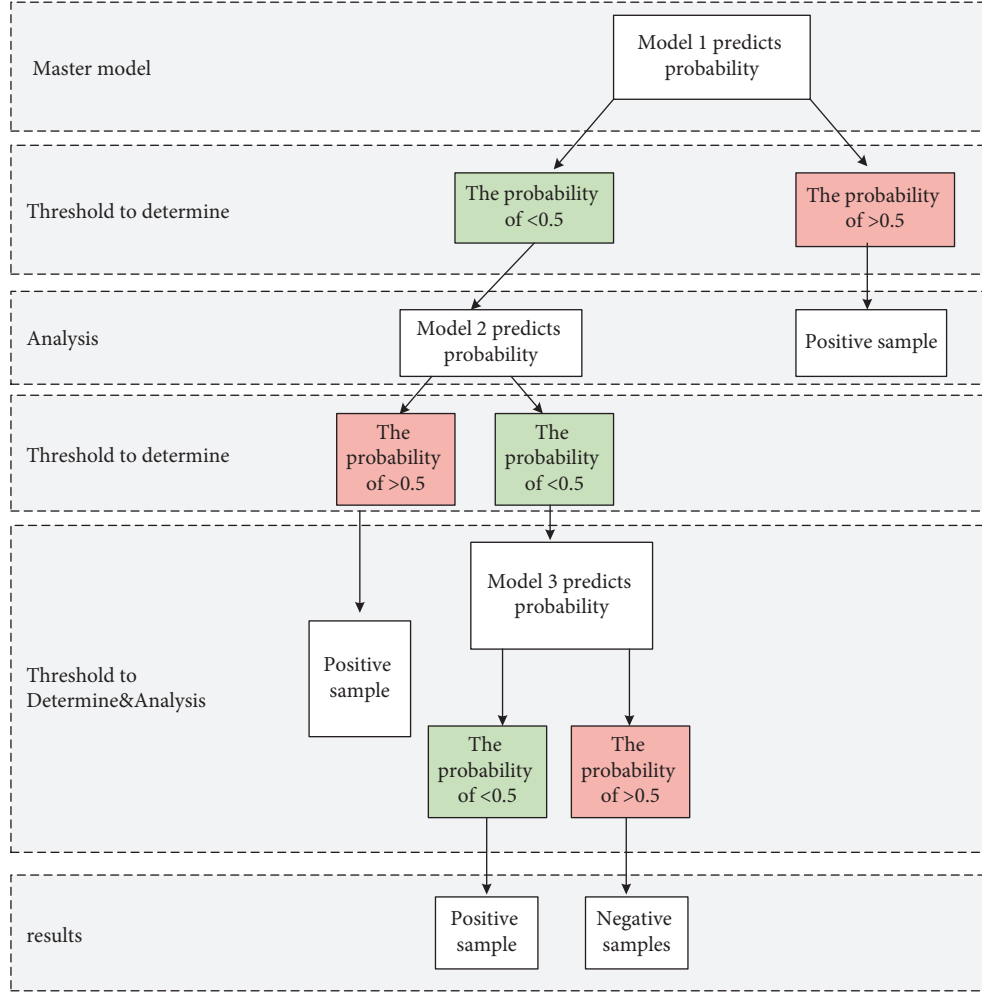 Master model
Model 1 predicts
probability
Threshold to determine
The probability
of <0.5
The probability
of >0.5
Analysis
Model 2 predicts
probability
Positive sample
Threshold to determine
The
probability
of >0.5
The
probability
of <0.5
Threshold to
Determine&Analysis
Model 3 predicts
probability
Positive
sample
The
probability
of <0.5
The
probability
of >0.5
results
Positive
sample
Negative
samples